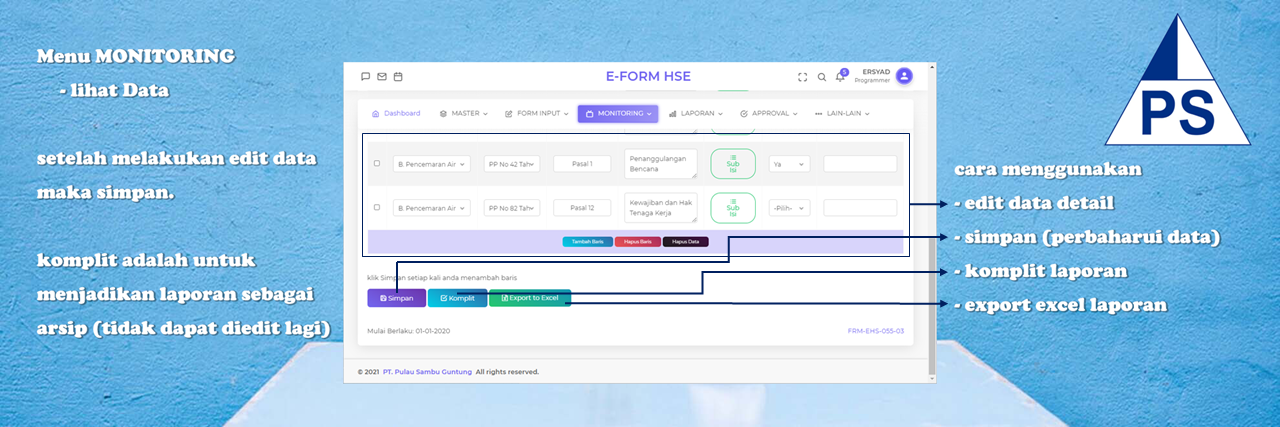 Menu MONITORING
- lihat Data
setelah melakukan edit data
maka simpan.
komplit adalah untuk
menjadikan laporan sebagai
arsip (tidak dapat diedit lagi)
E-FORM HSE
5
ERSYAD
Programmer
Dashboard MASTER FORM INPUT MONITORING LAPORAN APPROVAL LAIN-LAIN
B. Pencemaran Air PP No 42 Tah Pasal 1 Penanggulangan Bencana Sub Isi Ya
B. Pencemaran Air PP No 82 Tah Pasal 12 Kewajiban dan Hak Tenaga Kerja Sub Isi -Pilih-
Tambah Baris Hapus Baris Hapus Data
klik Simpan setiap kali anda menambah baris
Simpan Komplit Export to Excel
Mulai Berlaku: 01-01-2020 FRM-EHS-055-03
© 2021 PT. Pulau Sambu Guntung All rights reserved.
PS
cara menggunakan
- edit data detail
- simpan (perbaharui data)
- komplit laporan
- export excel laporan